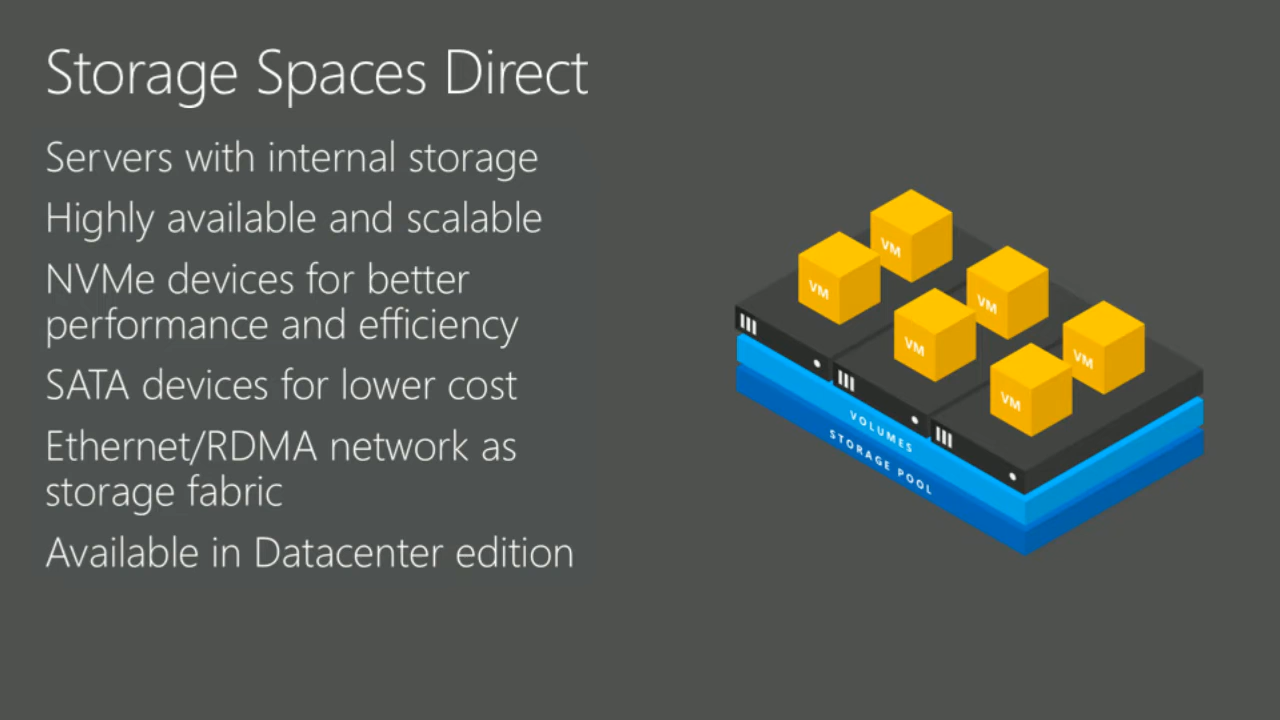 Storage Spaces Direct
Servers with internal storage
Highly available and scalable
NVMe devices for better
performance and efficiency
SATA devices for lower cost
Ethernet/RDMA network as
storage fabric
Available in Datacenter edition
VM
VM
VM
VM
VM
VM
VOLUMES
STORAGE POOL